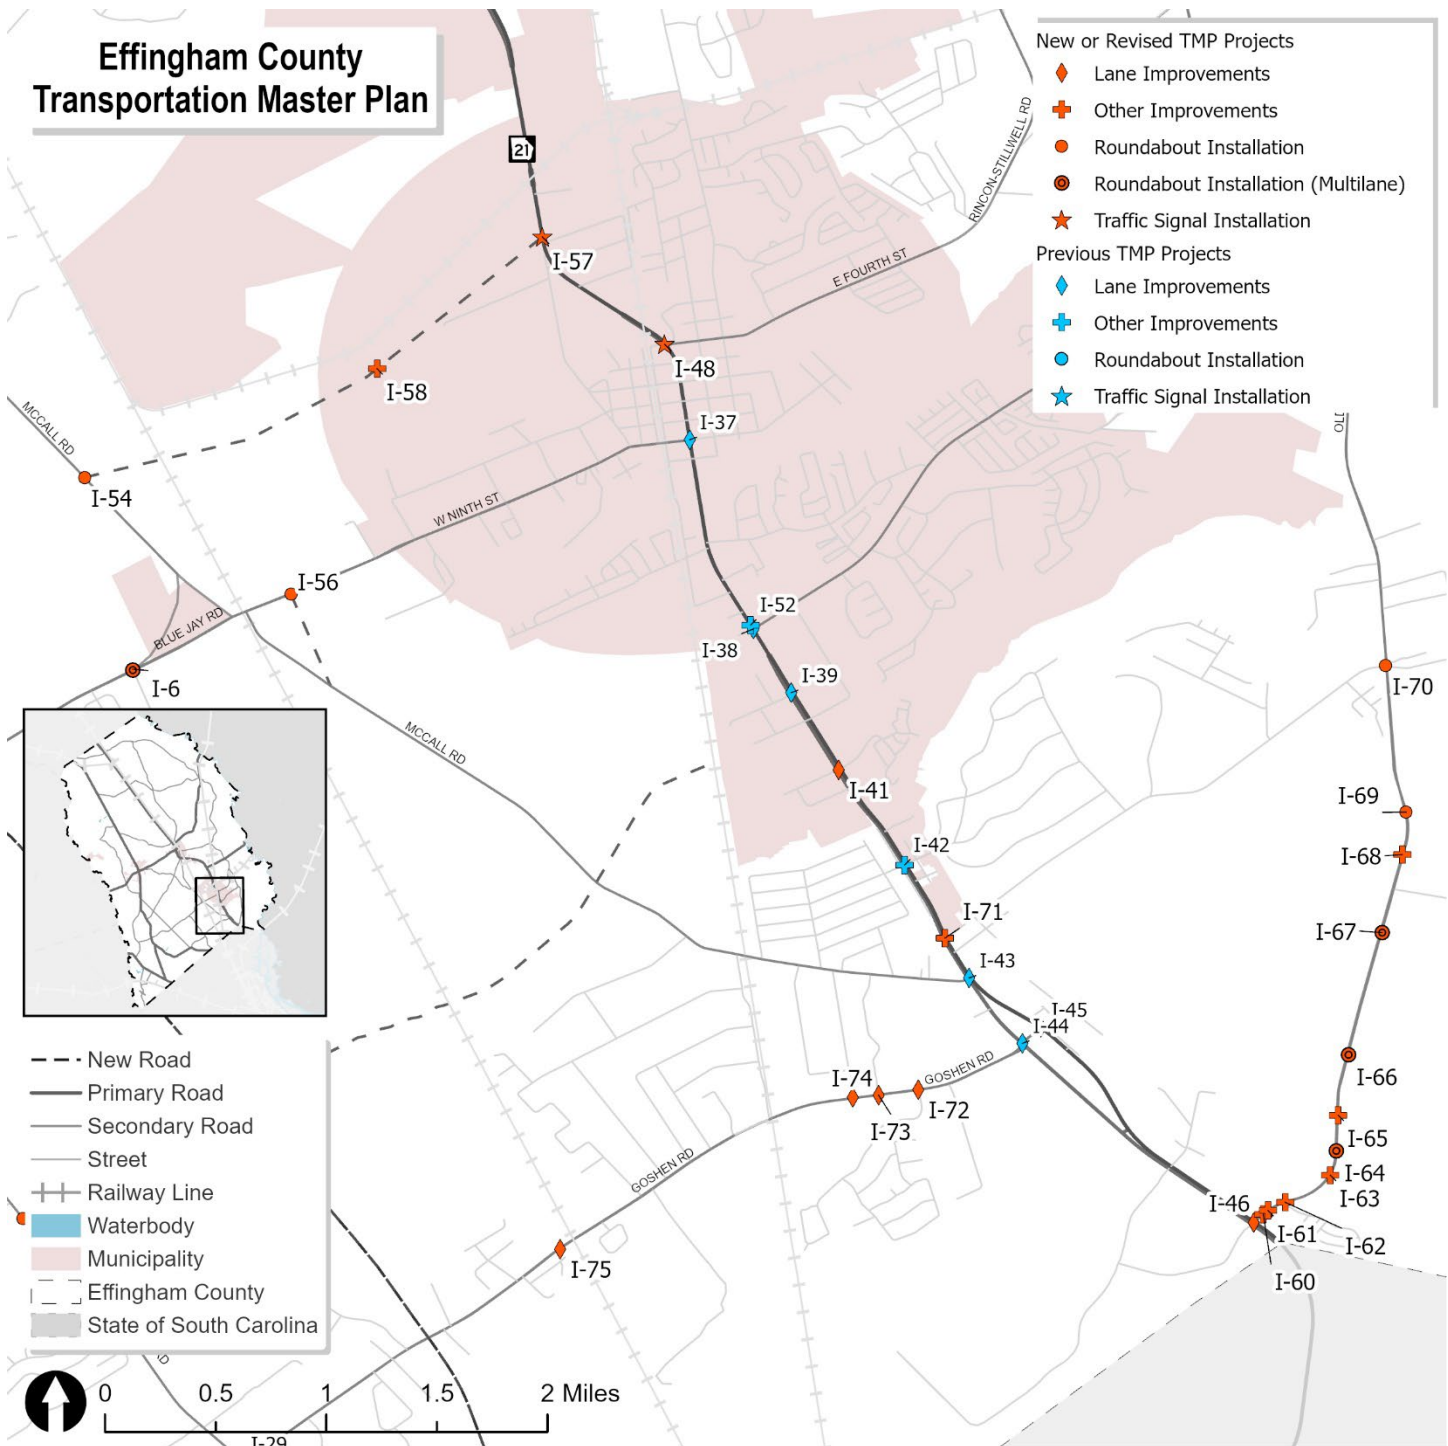 Effingham County
Transportation Master Plan
New or Revised TMP Projects
Lane Improvements
Other Improvements
Roundabout Installation
Roundabout Installation (Multilane)
Traffic Signal Installation
Previous TMP Projects
Lane Improvements
Other Improvements
Roundabout Installation
Traffic Signal Installation
21
RINCON-STILLWELL RD
I-57
E FOURTH ST
I-48
I-58
MCCALL RD
I-37
OLD
I-54
W NINTH ST
I-56
I-52
BLUE JAY RD
I-38
I-6
I-39
I-70
MCCALL RD
I-41
I-69
I-42
I-68
I-71
I-67
I-43
I-45
I-44
GOSHEN RD
I-66
I-74
I-72
I-73
I-65
GOSHEN RD
I-64
I-63
I-46
I-61
I-62
I-75
I-60
New Road
Primary Road
Secondary Road
Street
Railway Line
Waterbody
Municipality
Effingham County
State of South Carolina
RD
0 0.5 1 1.5 2 Miles
I-29